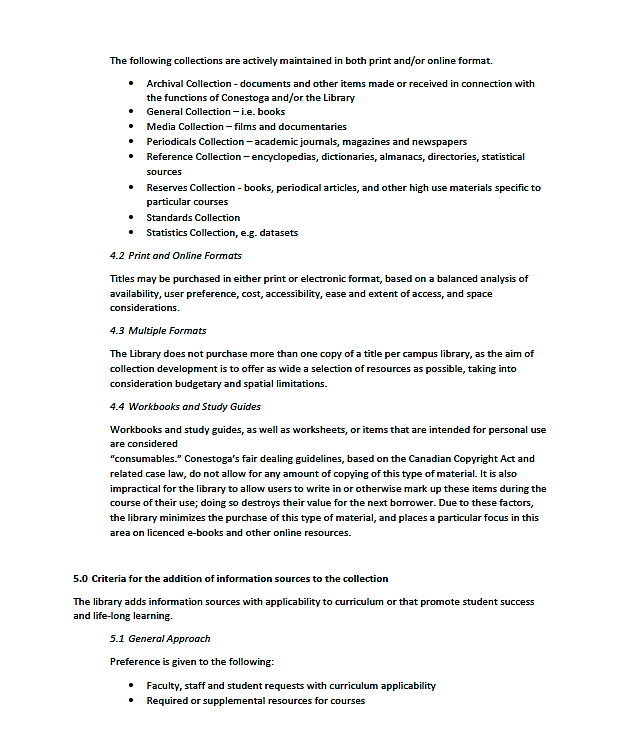 The following collections are actively maintained in both print and/or online format.
• Archival Collection - documents and other items made or received in connection with
the functions of Conestoga and/or the Library
• General Collection – i.e. books
• Media Collection – films and documentaries
• Periodicals Collection – academic journals, magazines and newspapers
• Reference Collection – encyclopedias, dictionaries, almanacs, directories, statistical
sources
• Reserves Collection - books, periodical articles, and other high use materials specific to
particular courses
• Standards Collection
• Statistics Collection, e.g. datasets
4.2 Print and Online Formats
Titles may be purchased in either print or electronic format, based on a balanced analysis of
availability, user preference, cost, accessibility, ease and extent of access, and space
considerations.
4.3 Multiple Formats
The Library does not purchase more than one copy of a title per campus library, as the aim of
collection development is to offer as wide a selection of resources as possible, taking into
consideration budgetary and spatial limitations.
4.4 Workbooks and Study Guides
Workbooks and study guides, as well as worksheets, or items that are intended for personal use
are considered
“consumables.” Conestoga’s fair dealing guidelines, based on the Canadian Copyright Act and
related case law, do not allow for any amount of copying of this type of material. It is also
impractical for the library to allow users to write in or otherwise mark up these items during the
course of their use; doing so destroys their value for the next borrower. Due to these factors,
the library minimizes the purchase of this type of material, and places a particular focus in this
area on licenced e-books and other online resources.
5.0 Criteria for the addition of information sources to the collection
The library adds information sources with applicability to curriculum or that promote student success
and life-long learning.
5.1 General Approach
Preference is given to the following:
• Faculty, staff and student requests with curriculum applicability
• Required or supplemental resources for courses